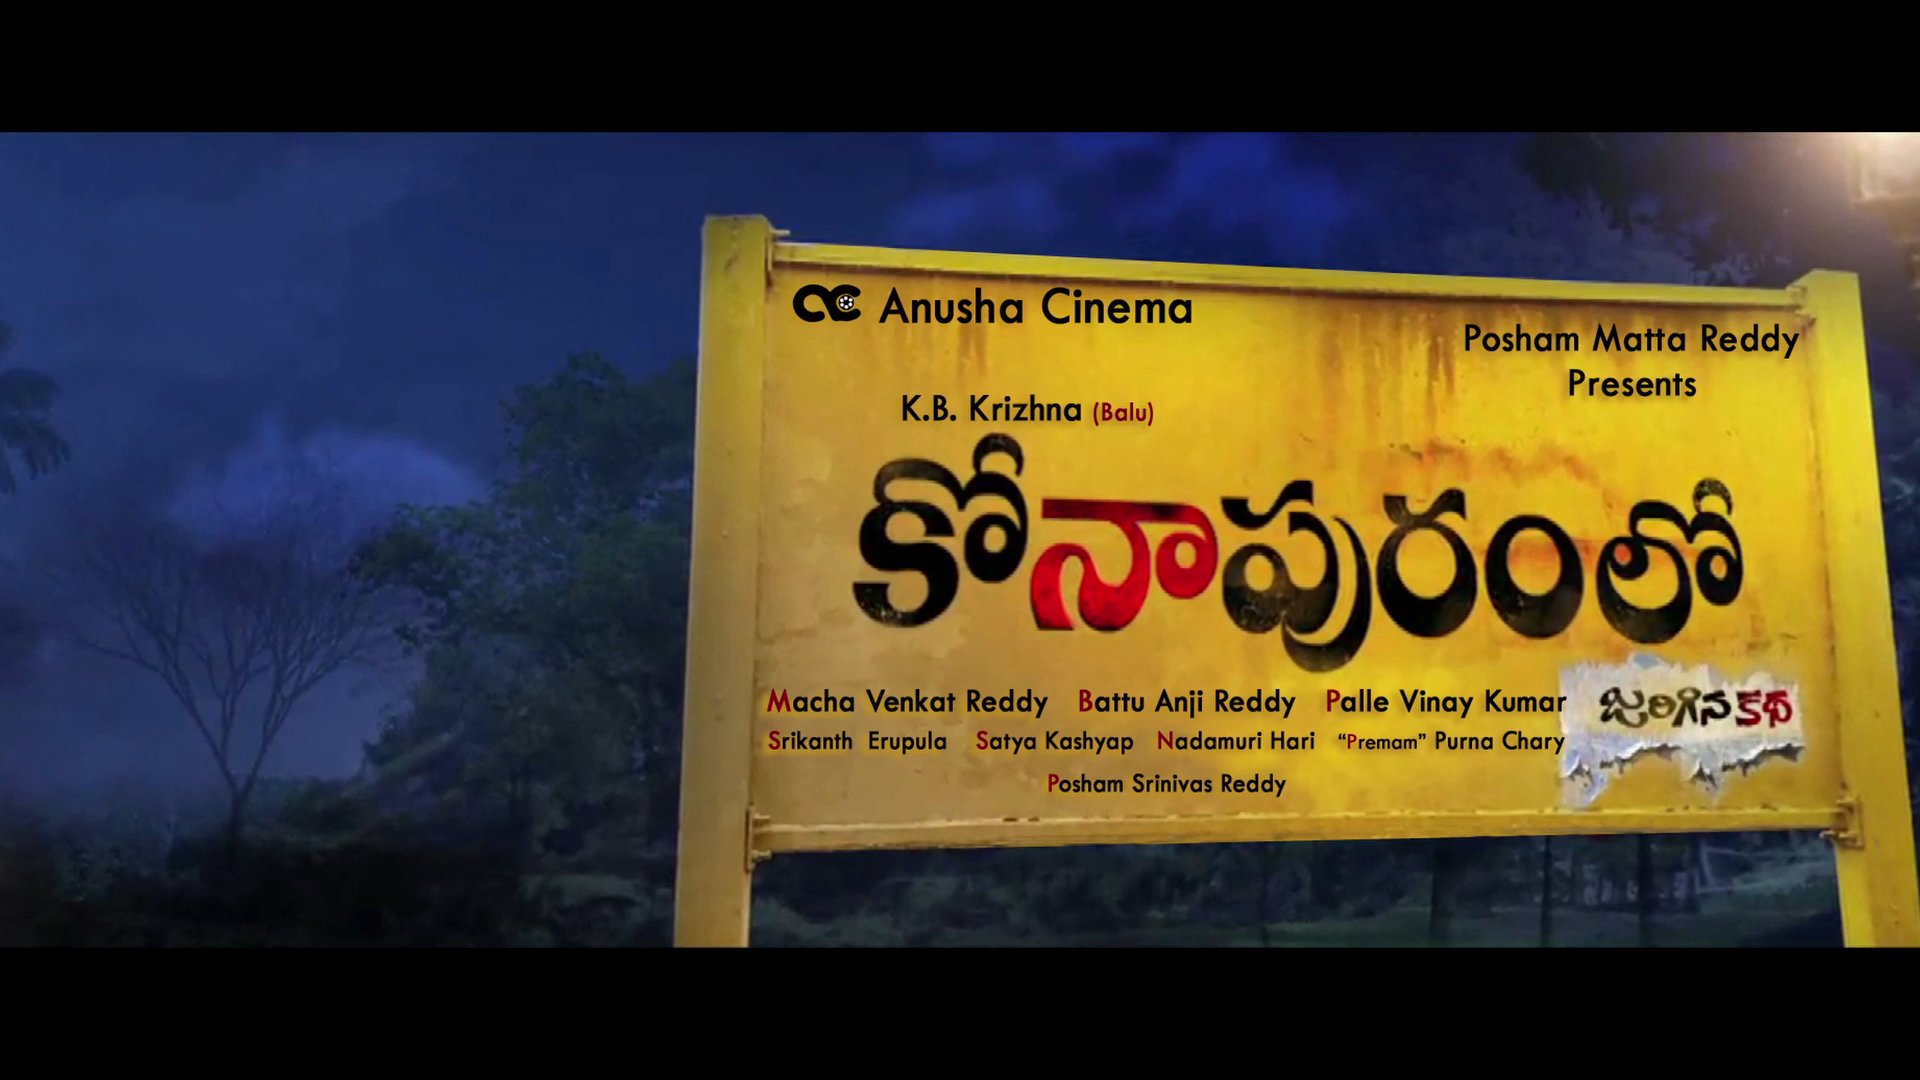 Anusha Cinema
Posham Matta Reddy
Presents
K.B. Krizhna (Balu)
కోనాపురంలో
జరిగిన కథ
Macha Venkat Reddy Battu Anji Reddy Palle Vinay Kumar
Srikanth Erupula Satya Kashyap Nadamuri Hari “Premam” Purna Chary
Posham Srinivas Reddy